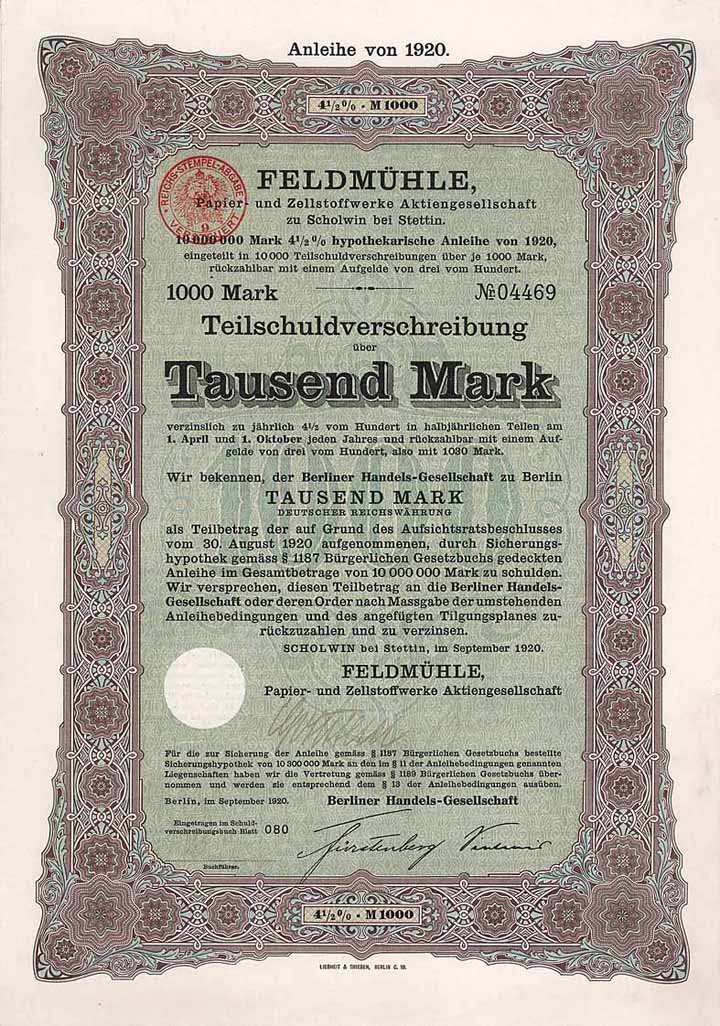 Anleihe von 1920.
4½% · M 1000
REICHS-STEMPEL-ABGABE
VERSTEUERT
9
FELDMÜHLE,
Papier- und Zellstoffwerke Aktiengesellschaft
zu Scholwin bei Stettin.
10 000 000 Mark 4½% hypothekarische Anleihe von 1920,
eingeteilt in 10 000 Teilschuldverschreibungen über je 1000 Mark,
rückzahlbar mit einem Aufgelde von drei vom Hundert.
1000 Mark № 04469
Teilschuldverschreibung
über
Tausend Mark
verzinslich zu jährlich 4½ vom Hundert in halbjährlichen Teilen am
1. April und 1. Oktober jeden Jahres und rückzahlbar mit einem Auf-
gelde von drei vom Hundert, also mit 1030 Mark.
Wir bekennen, der Berliner Handels-Gesellschaft zu Berlin
TAUSEND MARK
DEUTSCHER REICHSWÄHRUNG
als Teilbetrag der auf Grund des Aufsichtsratsbeschlusses
vom 30. August 1920 aufgenommenen, durch Sicherungs-
hypothek gemäss § 1187 Bürgerlichen Gesetzbuchs gedeckten
Anleihe im Gesamtbetrage von 10 000 000 Mark zu schulden.
Wir versprechen, diesen Teilbetrag an die Berliner Handels-
Gesellschaft oder deren Order nach Massgabe der umstehenden
Anleihebedingungen und des angefügten Tilgungsplanes zu-
rückzuzahlen und zu verzinsen.
SCHOLWIN bei Stettin, im September 1920.
FELDMÜHLE,
Papier- und Zellstoffwerke Aktiengesellschaft
Für die zur Sicherung der Anleihe gemäss § 1187 Bürgerlichen Gesetzbuchs bestellte
Sicherungshypothek von 10 300 000 Mark an den im § 11 der Anleihebedingungen genannten
Liegenschaften haben wir die Vertretung gemäss § 1189 Bürgerlichen Gesetzbuchs über-
nommen und werden sie entsprechend dem § 13 der Anleihebedingungen ausüben.
Berlin, im September 1920. Berliner Handels-Gesellschaft
Eingetragen im Schuld-
verschreibungsbuch Blatt 080
Fürstenberg
Buchführer.
4½% · M 1000
LIEBHEIT & THIESEN, BERLIN C. 19.